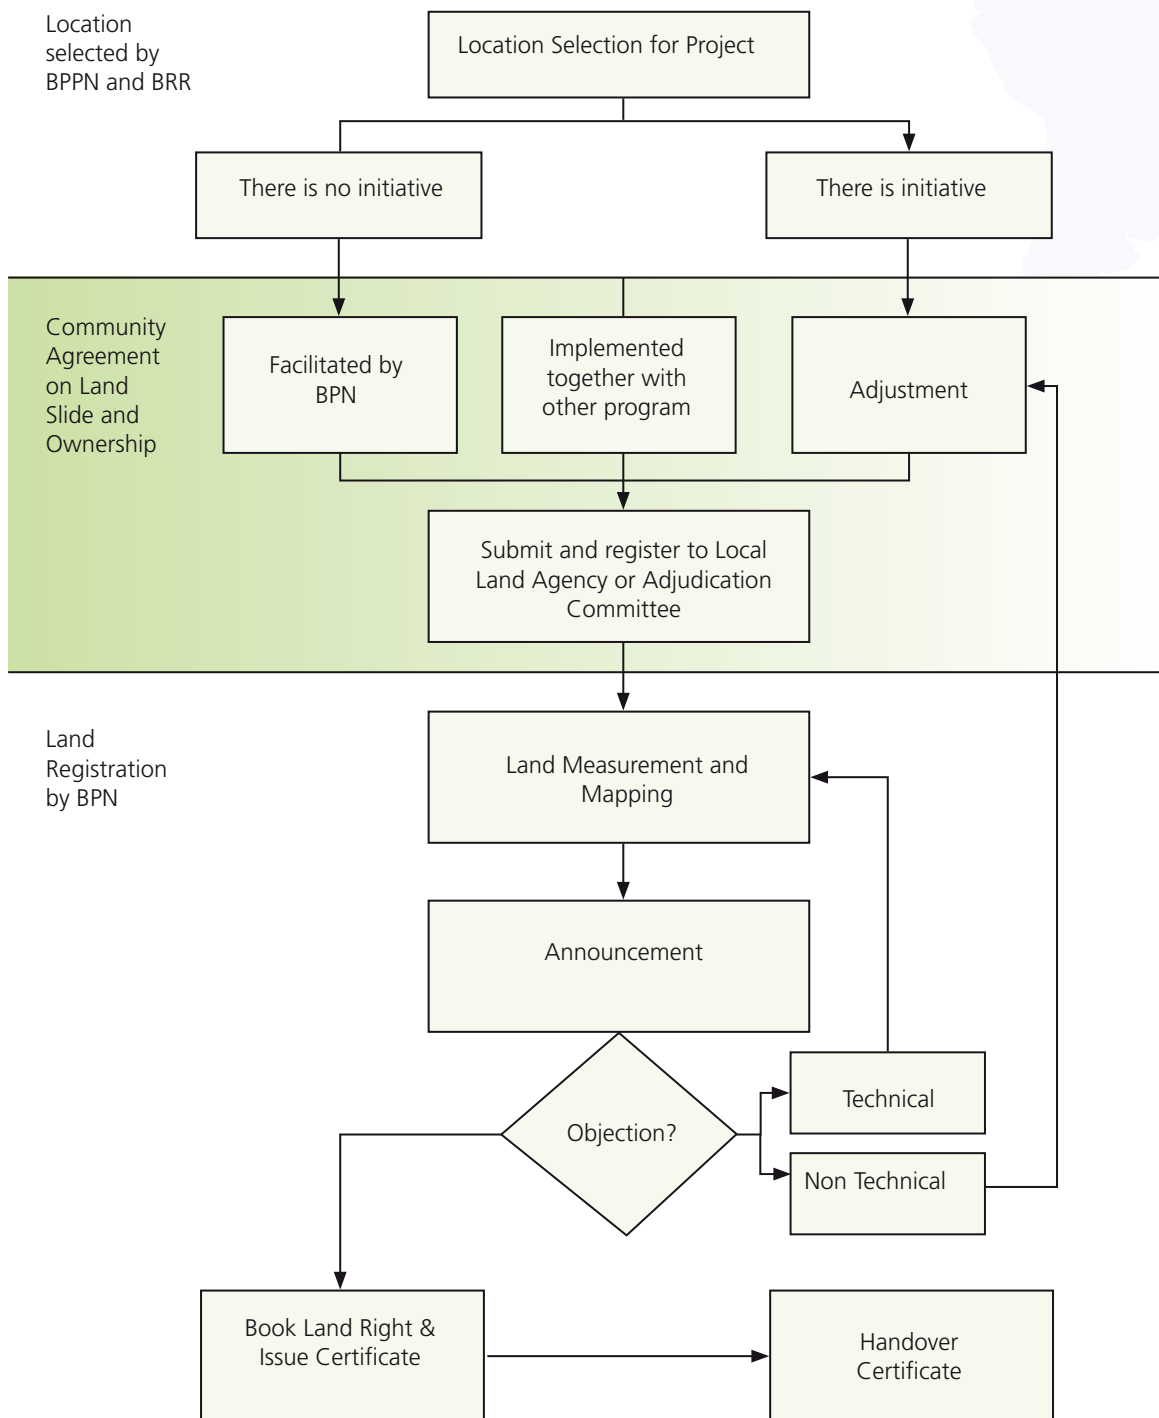 Location
selected by
BPPN and BRR
Location Selection for Project
There is no initiative
There is initiative
Community
Agreement
on Land
Slide and
Ownership
Facilitated by
BPN
Implemented
together with
other program
Adjustment
Submit and register to Local
Land Agency or Adjudication
Committee
Land
Registration
by BPN
Land Measurement and
Mapping
Announcement
Objection?
Technical
Non Technical
Book Land Right &
Issue Certificate
Handover
Certificate